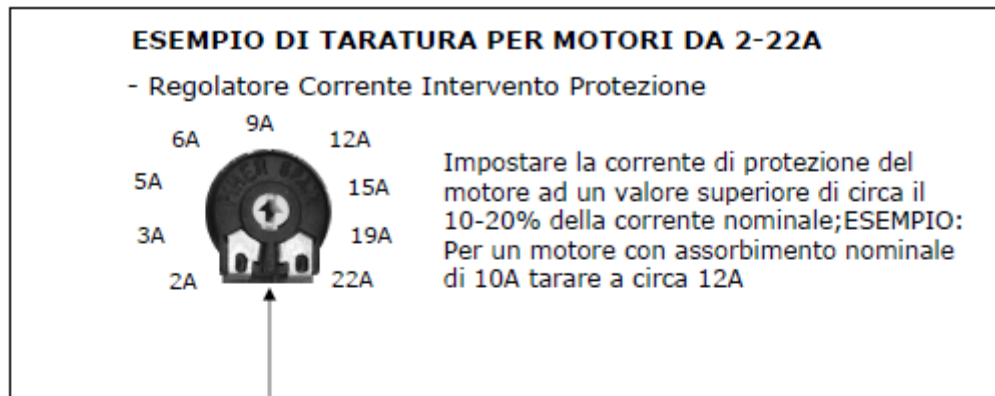 ESEMPIO DI TARATURA PER MOTORI DA 2-22A
- Regolatore Corrente Intervento Protezione
9A
6A
12A
5A
15A
3A
19A
2A
22A
Impostare la corrente di protezione del
motore ad un valore superiore di circa il
10-20% della corrente nominale;ESEMPIO:
Per un motore con assorbimento nominale
di 10A tarare a circa 12A